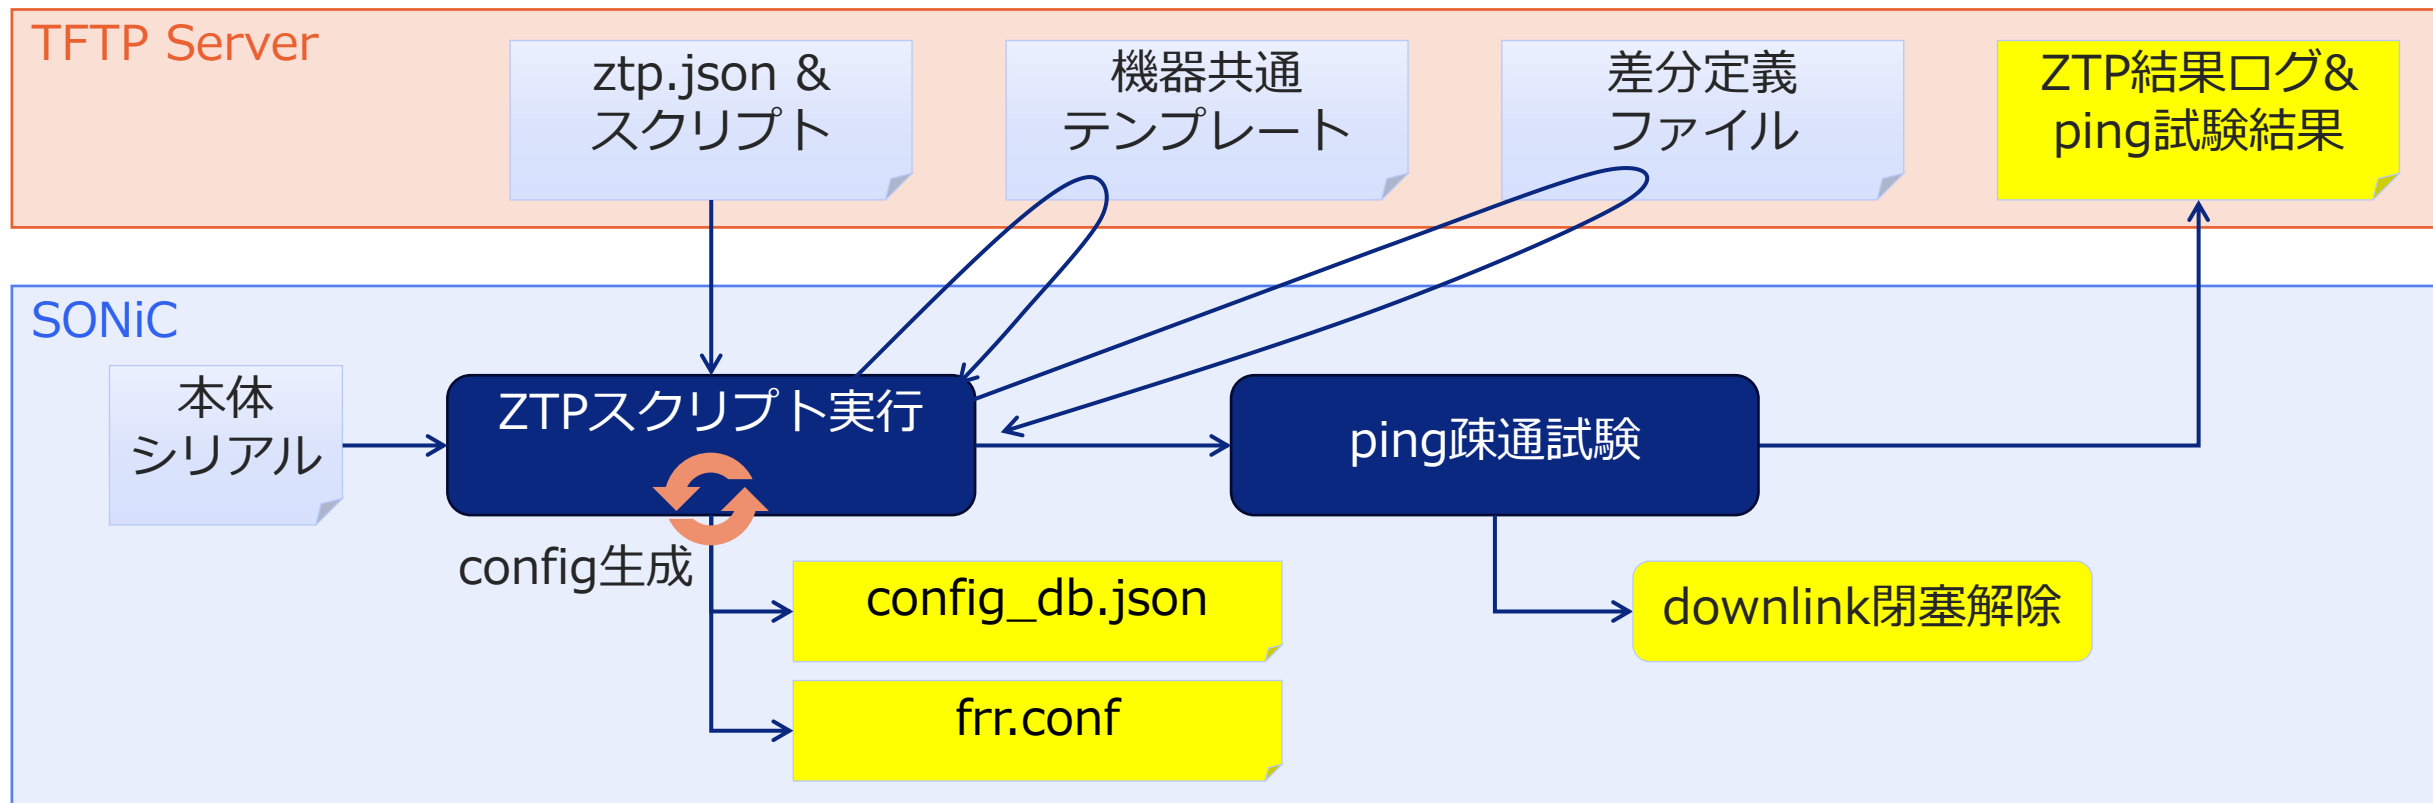 TFTP Server
ztp.json &
スクリプト
機器共通
テンプレート
差分定義
ファイル
ZTP結果ログ&
ping試験結果
SONiC
本体
シリアル
ZTPスクリプト実行
ping疎通試験
config生成
config_db.json
downlink閉塞解除
frr.conf